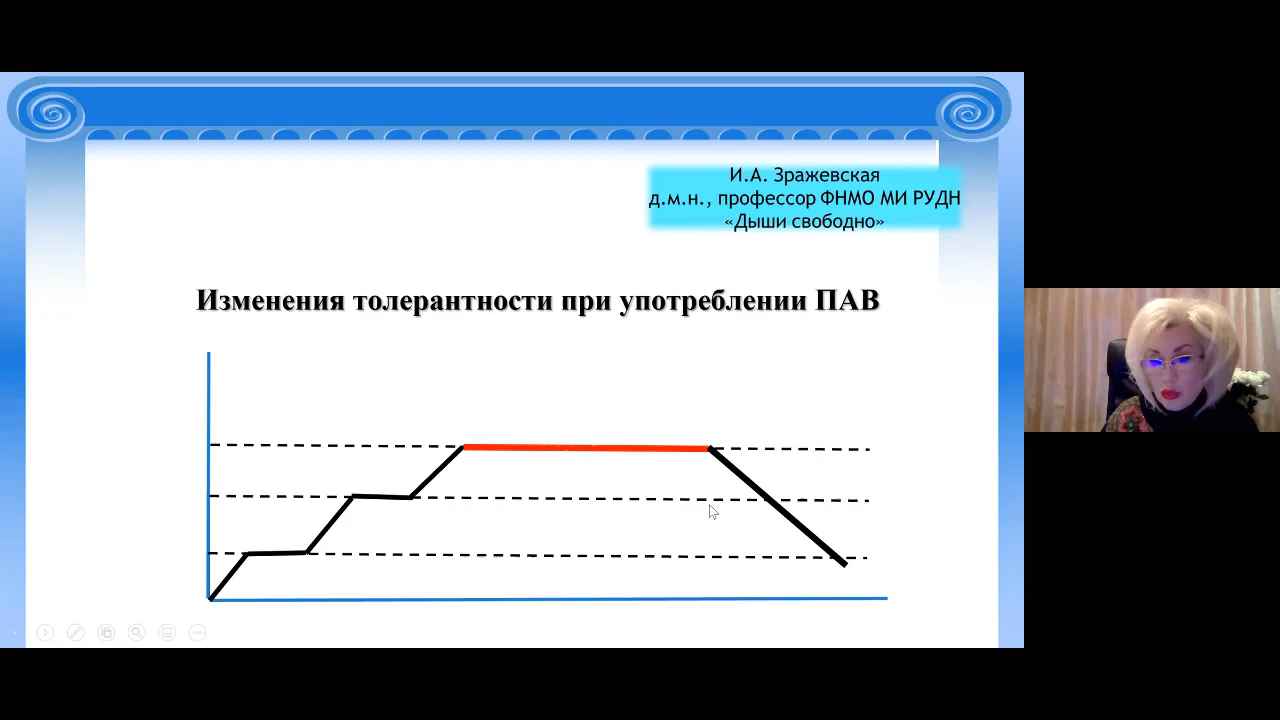 И.А. Зражевская
д.м.н., профессор ФНМО МИ РУДН
«Дыши свободно»
Изменения толерантности при употреблении ПАВ